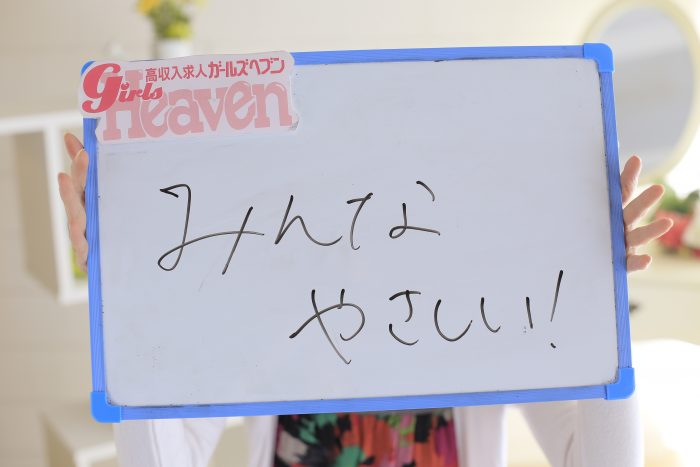 高収入求人ガールズヘブン
Girls
Heaven
みんな
やさしい!